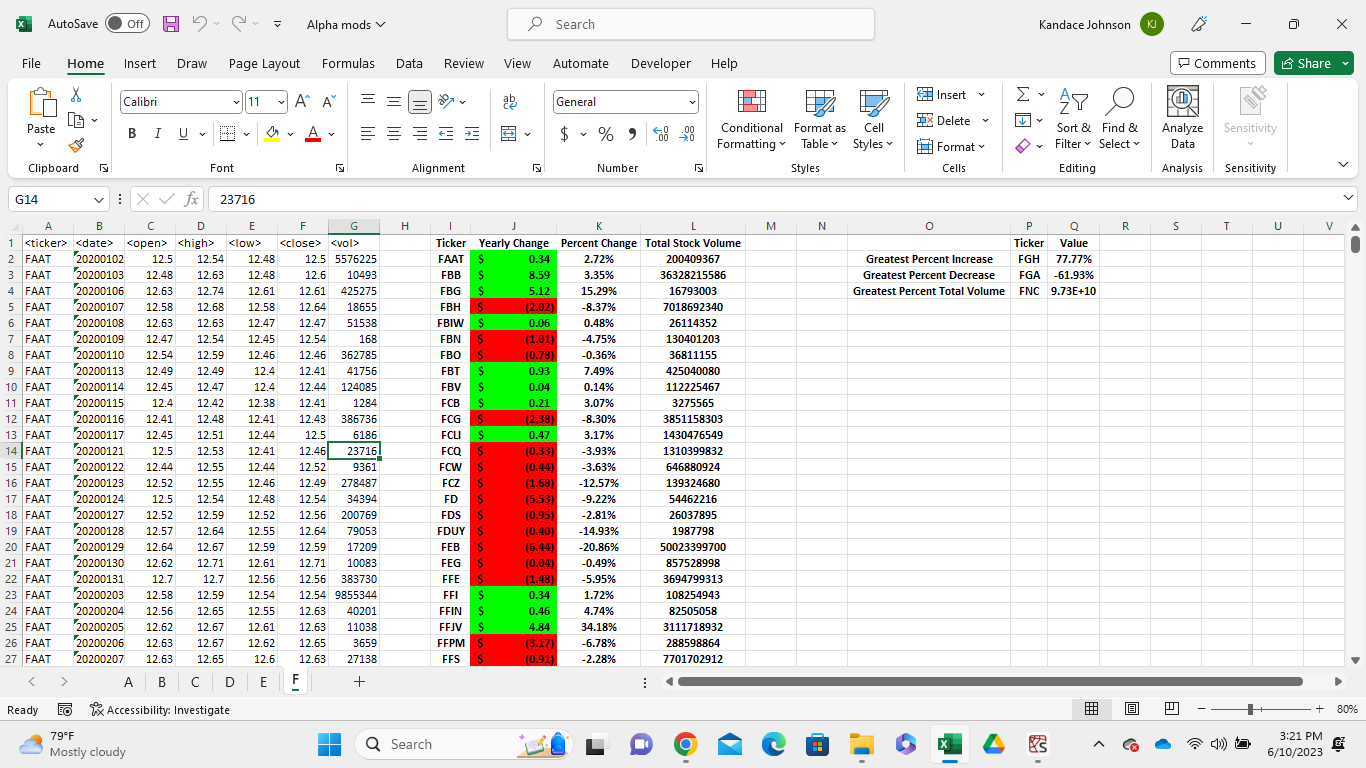 AutoSave Off Alpha mods Search Kandace Johnson KJ
File Home Insert Draw Page Layout Formulas Data Review View Automate Developer Help Comments Share
Paste Calibri 11 B I U ab General $ % Conditional Formatting Format as Table Cell Styles Insert Delete Format Sort & Filter Find & Select Analyze Data Sensitivity
Clipboard Font Alignment Number Styles Cells Editing Analysis Sensitivity
G14 fx 23716
A B C D E F G H I J K L M N O P Q R S T U V
1 <ticker> <date> <open> <high> <low> <close> <vol> Ticker Yearly Change Percent Change Total Stock Volume Ticker Value
2 FAAT 20200102 12.5 12.54 12.48 12.5 5576225 FAAT $ 0.34 2.72% 200409367 Greatest Percent Increase FGH 77.77%
3 FAAT 20200103 12.48 12.63 12.48 12.6 10493 FBB $ 8.59 3.35% 36328215586 Greatest Percent Decrease FGA -61.93%
4 FAAT 20200106 12.63 12.74 12.61 12.61 425275 FBG $ 5.12 15.29% 16793003 Greatest Percent Total Volume FNC 9.73E+10
5 FAAT 20200107 12.58 12.68 12.58 12.64 18655 FBH $ (2.02) -8.37% 7018692340
6 FAAT 20200108 12.63 12.63 12.47 12.47 51538 FBIW $ 0.06 0.48% 26114352
7 FAAT 20200109 12.47 12.54 12.45 12.54 168 FBN $ (1.01) -4.75% 130401203
8 FAAT 20200110 12.54 12.59 12.46 12.46 362785 FBO $ (0.78) -0.36% 36811155
9 FAAT 20200113 12.49 12.49 12.4 12.41 41756 FBT $ 0.93 7.49% 425040080
10 FAAT 20200114 12.45 12.47 12.4 12.44 124085 FBV $ 0.04 0.14% 112225467
11 FAAT 20200115 12.4 12.42 12.38 12.41 1284 FCB $ 0.21 3.07% 3275565
12 FAAT 20200116 12.41 12.48 12.41 12.43 386736 FCG $ (2.38) -8.30% 3851158303
13 FAAT 20200117 12.45 12.51 12.44 12.5 6186 FCLI $ 0.47 3.17% 1430476549
14 FAAT 20200121 12.5 12.53 12.41 12.46 23716 FCQ $ (0.33) -3.93% 1310399832
15 FAAT 20200122 12.44 12.55 12.44 12.52 9361 FCW $ (0.44) -3.63% 646880924
16 FAAT 20200123 12.52 12.55 12.46 12.49 278487 FCZ $ (1.68) -12.57% 139324680
17 FAAT 20200124 12.5 12.54 12.48 12.54 34394 FD $ (5.53) -9.22% 54462216
18 FAAT 20200127 12.52 12.59 12.52 12.56 200769 FDS $ (0.95) -2.81% 26037895
19 FAAT 20200128 12.57 12.64 12.55 12.64 79053 FDUY $ (0.40) -14.93% 1987798
20 FAAT 20200129 12.64 12.67 12.59 12.59 17209 FEB $ (6.44) -20.86% 50023399700
21 FAAT 20200130 12.62 12.71 12.61 12.71 10083 FEG $ (0.04) -0.49% 857528998
22 FAAT 20200131 12.7 12.7 12.56 12.56 383730 FFE $ (1.48) -5.95% 3694799313
23 FAAT 20200203 12.58 12.59 12.54 12.54 9855344 FFI $ 0.34 1.72% 108254943
24 FAAT 20200204 12.56 12.65 12.55 12.63 40201 FFIN $ 0.46 4.74% 82505058
25 FAAT 20200205 12.62 12.67 12.61 12.63 11038 FFJV $ 4.84 34.18% 3111718932
26 FAAT 20200206 12.63 12.67 12.62 12.65 3659 FFPM $ (3.17) -6.78% 288598864
27 FAAT 20200207 12.63 12.65 12.6 12.63 27138 FFS $ (0.91) -2.28% 7701702912
A B C D E F
Ready Accessibility: Investigate 80%
79°F Mostly cloudy Search 3:21 PM 6/10/2023